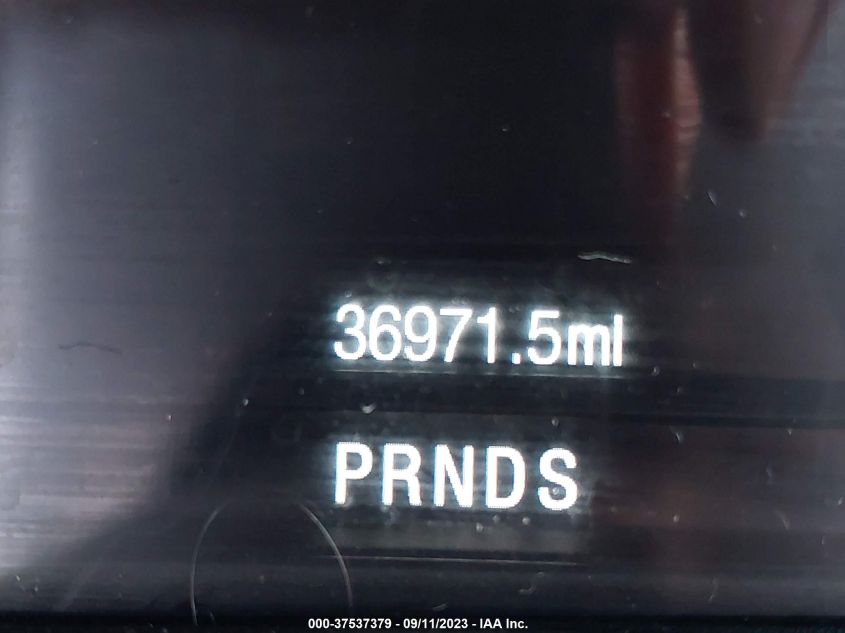 36971.5mi
PRNDS
000-37537379 - 09/11/2023 - IAA Inc.